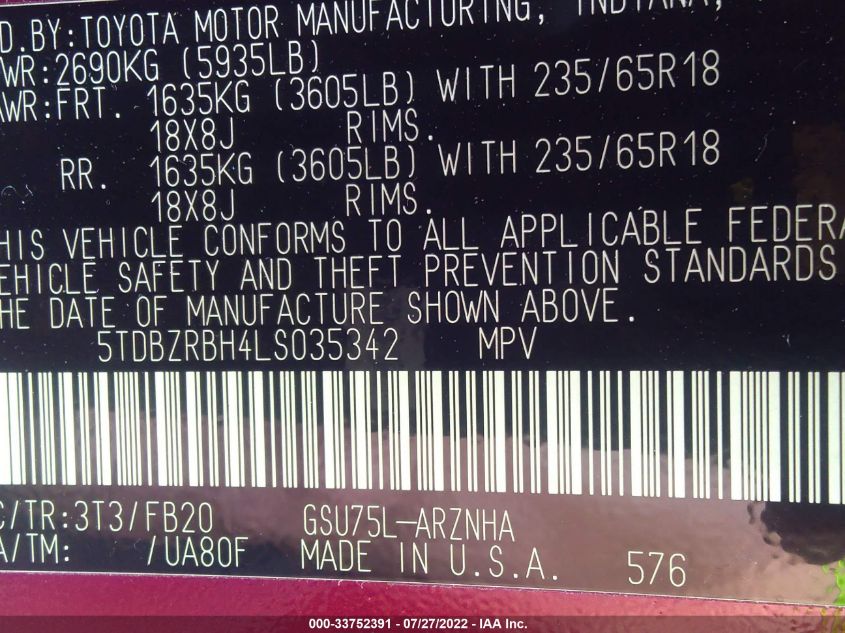 D.BY:TOYOTA MOTOR MANUFACTURING, INDIANA,
WR:2690KG (5935LB)
AWR:FRT. 1635KG (3605LB) WITH 235/65R18
18X8J RIMS.
RR. 1635KG (3605LB) WITH 235/65R18
18X8J RIMS.
HIS VEHICLE CONFORMS TO ALL APPLICABLE FEDERA
EHICLE SAFETY AND THEFT PREVENTION STANDARDS
HE DATE OF MANUFACTURE SHOWN ABOVE.
5TDBZRBH4LS035342 MPV
C/TR:3T3/FB20 GSU75L-ARZNHA
A/TM: /UA80F MADE IN U.S.A. 576
000-33752391 - 07/27/2022 - IAA Inc.